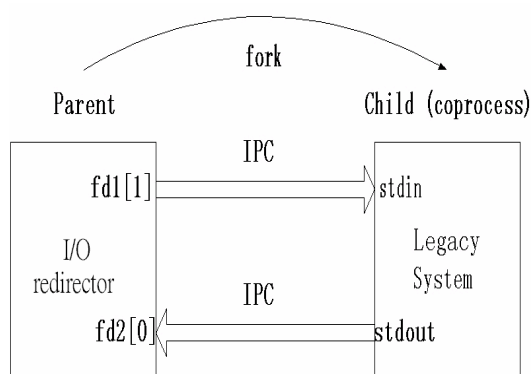 fork
Parent
Child (coprocess)
IPC
fd1[1]
stdin
I/O
redirector
Legacy
System
IPC
fd2[0]
stdout